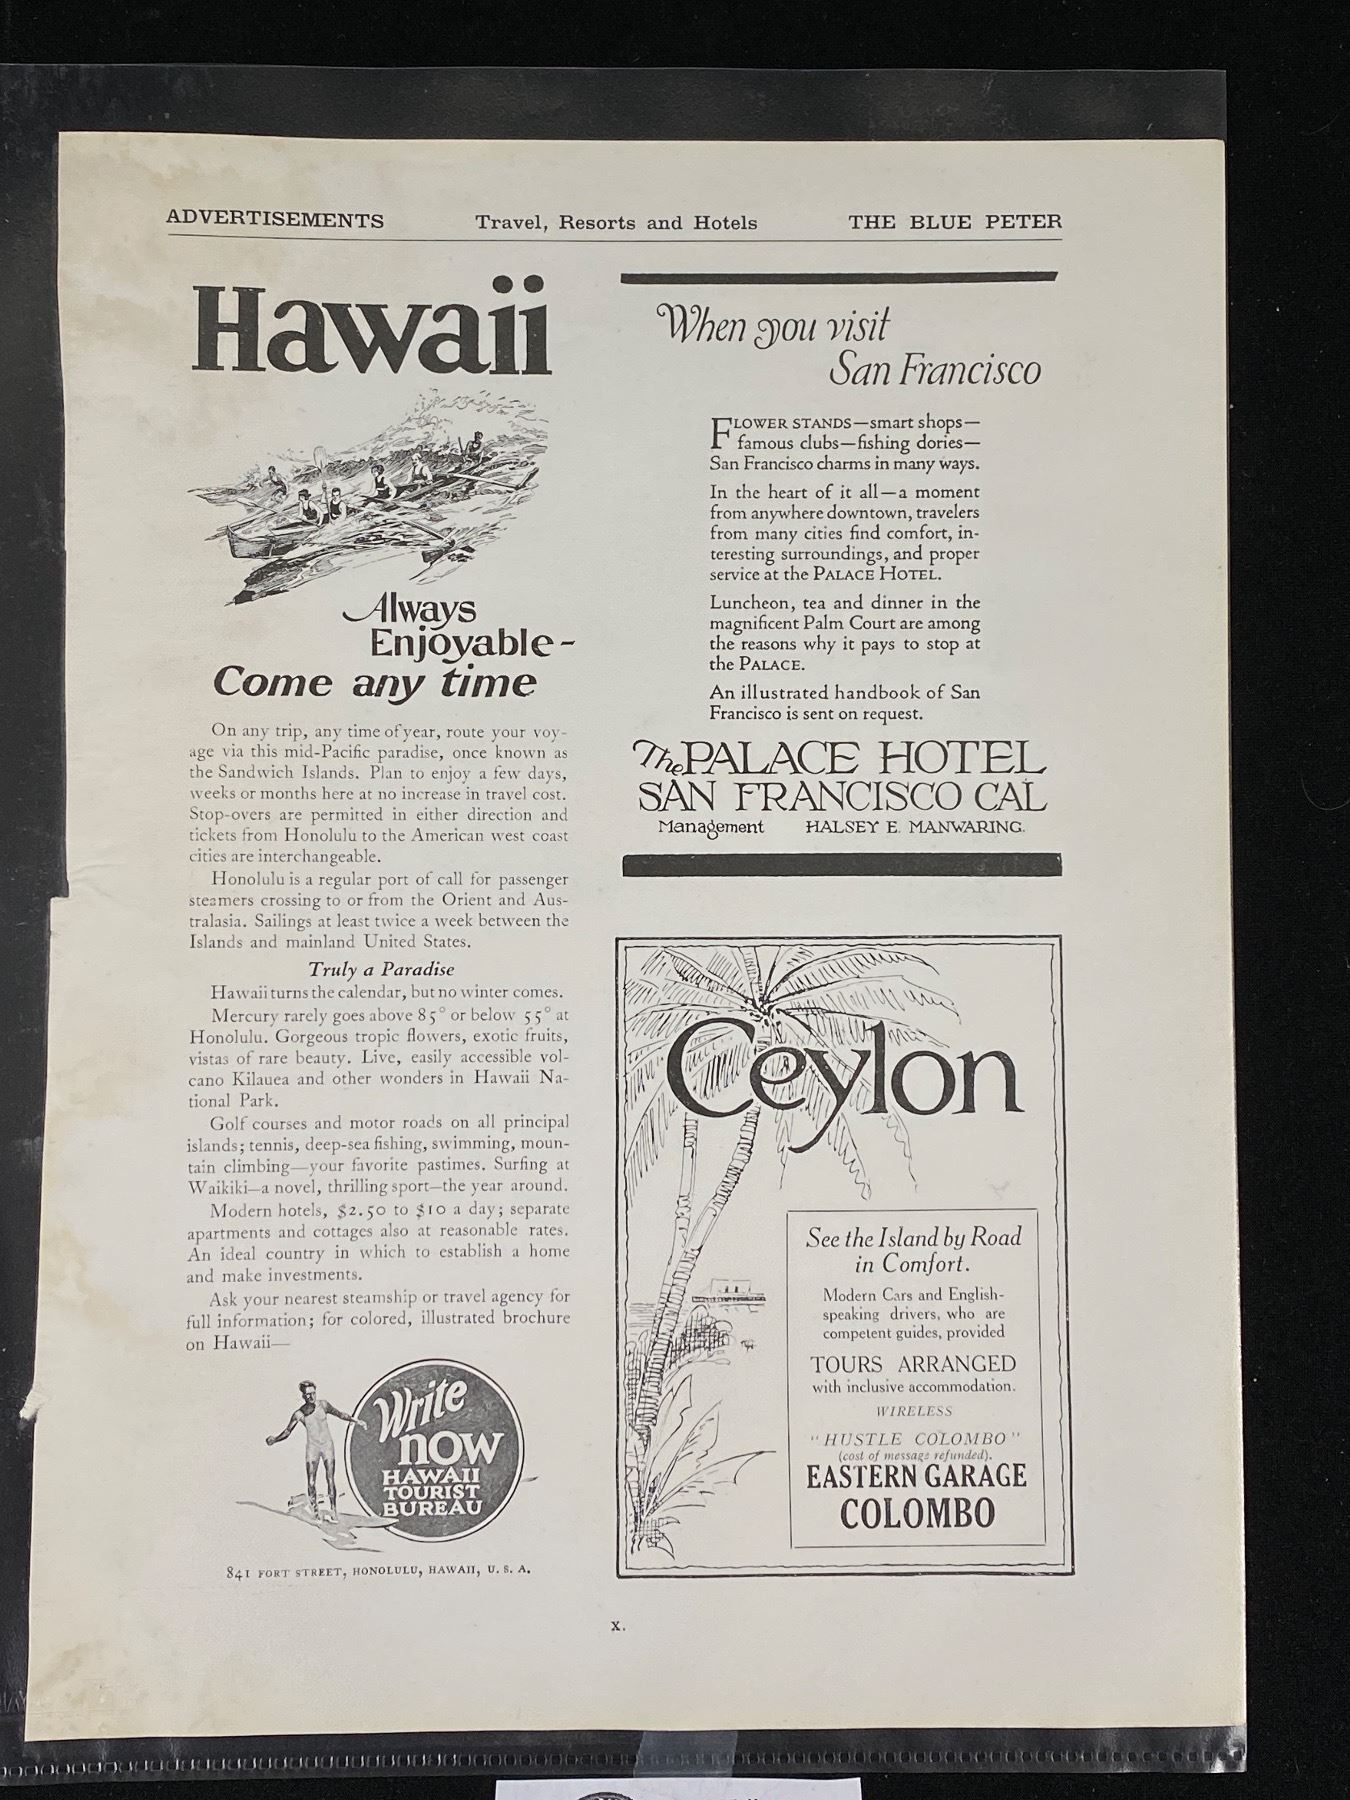 ADVERTISEMENTS Travel, Resorts and Hotels THE BLUE PETER
Hawaii
Always
Enjoyable-
Come any time
On any trip, any time of year, route your voy-
age via this mid-Pacific paradise, once known as
the Sandwich Islands. Plan to enjoy a few days,
weeks or months here at no increase in travel cost.
Stop-overs are permitted in either direction and
tickets from Honolulu to the American west coast
cities are interchangeable.
Honolulu is a regular port of call for passenger
steamers crossing to or from the Orient and Aus-
tralasia. Sailings at least twice a week between the
Islands and mainland United States.
Truly a Paradise
Hawaii turns the calendar, but no winter comes.
Mercury rarely goes above 85° or below 55° at
Honolulu. Gorgeous tropic flowers, exotic fruits,
vistas of rare beauty. Live, easily accessible vol-
cano Kilauea and other wonders in Hawaii Na-
tional Park.
Golf courses and motor roads on all principal
islands; tennis, deep-sea fishing, swimming, moun-
tain climbing—your favorite pastimes. Surfing at
Waikiki—a novel, thrilling sport—the year around.
Modern hotels, $2.50 to $10 a day; separate
apartments and cottages also at reasonable rates.
An ideal country in which to establish a home
and make investments.
Ask your nearest steamship or travel agency for
full information; for colored, illustrated brochure
on Hawaii—
Write
now
HAWAII
TOURIST
BUREAU
841 FORT STREET, HONOLULU, HAWAII, U. S. A.
When you visit
San Francisco
FLOWER STANDS—smart shops—
famous clubs—fishing dories—
San Francisco charms in many ways.
In the heart of it all—a moment
from anywhere downtown, travelers
from many cities find comfort, in-
teresting surroundings, and proper
service at the PALACE HOTEL.
Luncheon, tea and dinner in the
magnificent Palm Court are among
the reasons why it pays to stop at
the PALACE.
An illustrated handbook of San
Francisco is sent on request.
The PALACE HOTEL
SAN FRANCISCO CAL
Management HALSEY E. MANWARING.
Ceylon
See the Island by Road
in Comfort.
Modern Cars and English-
speaking drivers, who are
competent guides, provided
TOURS ARRANGED
with inclusive accommodation.
WIRELESS
"HUSTLE COLOMBO"
(cost of message refunded).
EASTERN GARAGE
COLOMBO
x.